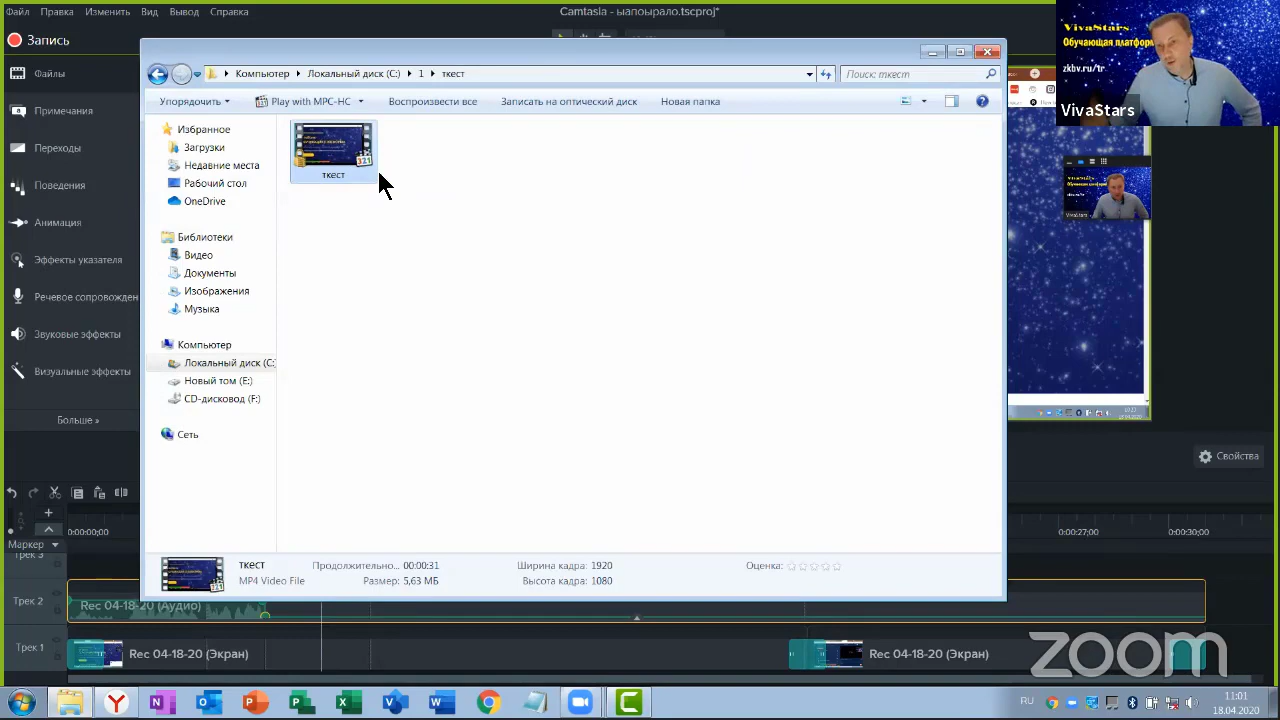 Файл Правка Изменить Вид Вывод Справка
Camtasia - ыапоырало.tscproj*
Запись
Файлы
Примечания
Переходы
Поведения
Анимация
Эффекты указателя
Речевое сопровожден
Звуковые эффекты
Визуальные эффекты
Больше »
Компьютер Локальный диск (C:) 1 ткест
Поиск: ткест
Упорядочить Play with MPC-HC Воспроизвести все Записать на оптический диск Новая папка
Избранное
Загрузки
Недавние места
Рабочий стол
OneDrive
Библиотеки
Видео
Документы
Изображения
Музыка
Компьютер
Локальный диск (C:
Новый том (E:)
CD-дисковод (F:)
Сеть
321
ткест
ткест
MP4 Video File
Продолжительно... 00:00:31
Размер: 5,63 МБ
Ширина кадра: 1920
Высота кадра: 1080
Оценка:
VivaStars
Обучающая платформ
zkbv.ru/tr
VivaStars
Свойства
0:00:00;00
0:00:27;00
0:00:30;00
Маркер
Трек 3
Трек 2
Rec 04-18-20 (Аудио)
Трек 1
Rec 04-18-20 (Экран)
Rec 04-18-20 (Экран)
zoom
RU
11:01
18.04.2020